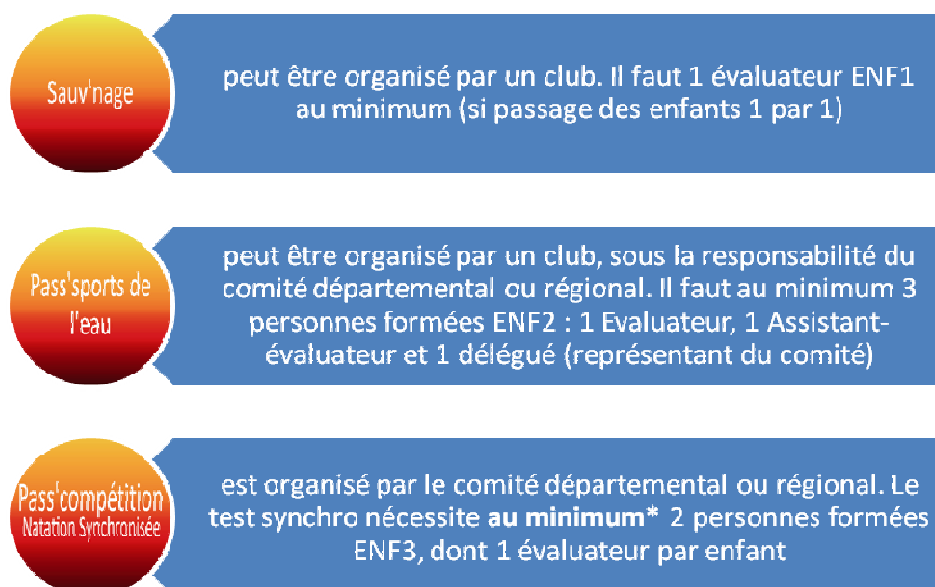 Sauv'nage
peut être organisé par un club. Il faut 1 évaluateur ENF1
au minimum (si passage des enfants 1 par 1)
Pass'sports de
l'eau
peut être organisé par un club, sous la responsabilité du
comité départemental ou régional. Il faut au minimum 3
personnes formées ENF2 : 1 Evaluateur, 1 Assistant-
évaluateur et 1 délégué (représentant du comité)
Pass'compétition
Natation Synchronisée
est organisé par le comité départemental ou régional. Le
test synchro nécessite au minimum* 2 personnes formées
ENF3, dont 1 évaluateur par enfant